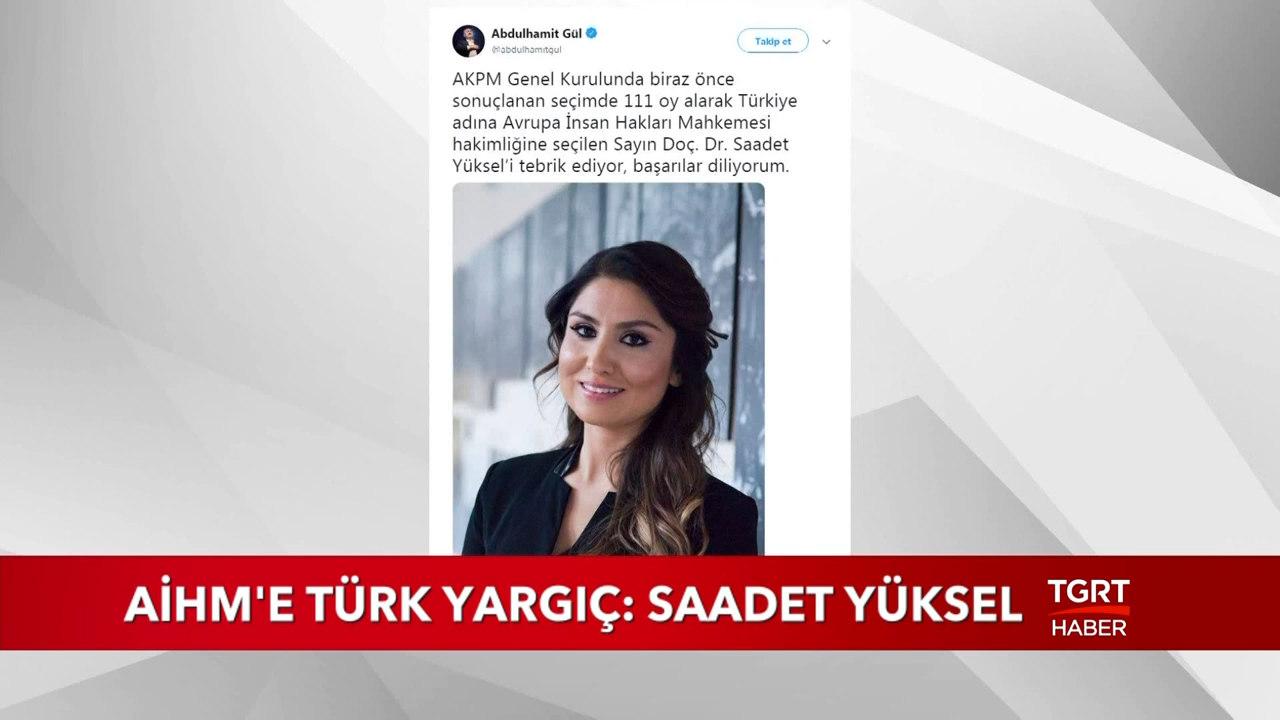 Abdulhamit Gül
@abdulhamitgul
Takip et
AKPM Genel Kurulunda biraz önce
sonuçlanan seçimde 111 oy alarak Türkiye
adına Avrupa İnsan Hakları Mahkemesi
hakimliğine seçilen Sayın Doç. Dr. Saadet
Yüksel'i tebrik ediyor, başarılar diliyorum.
AİHM'E TÜRK YARGIÇ: SAADET YÜKSEL
TGRT
HABER